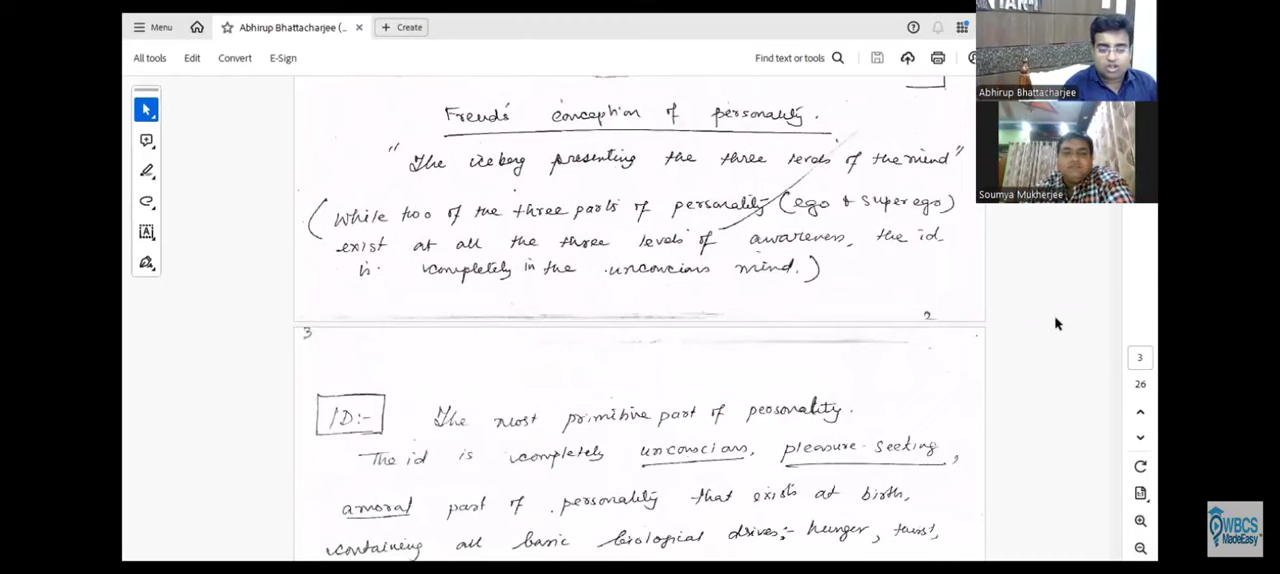 Menu
Abhirup Bhattacharjee (...
Create
All tools Edit Convert E-Sign
Find text or tools
Abhirup Bhattacharjee
Soumya Mukherjee
Freud's conception of personality.
"The iceberg presenting the three levels of the mind"
(While two of the three parts of personality (ego & super ego)
exist at all the three levels of awareness, the id
is completely in the unconcians mind.)
2
3
ID:- The most primitive part of personality.
The id is completely unconscians, pleasure-seeking,
amoral part of personality that exists at birth,
containing all basic biological drives:- hunger, thirst,
3
26
WBCS
MadeEasy